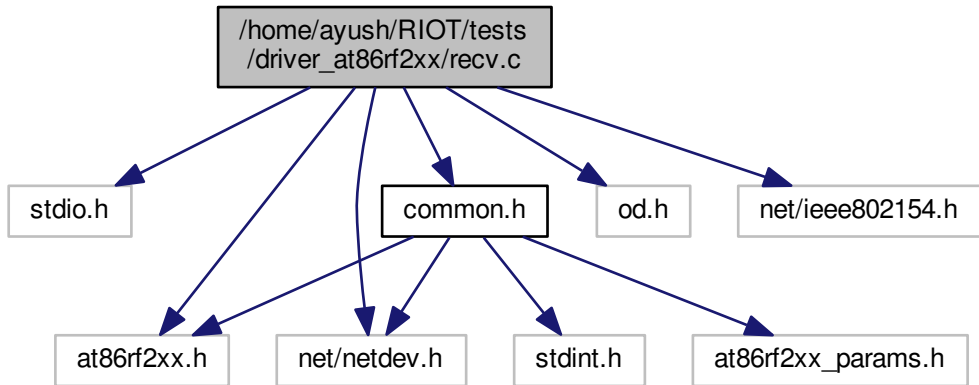 /home/ayush/RIOT/tests
/driver_at86rf2xx/recv.c
stdio.h
common.h
od.h
net/ieee802154.h
at86rf2xx.h
net/netdev.h
stdint.h
at86rf2xx_params.h